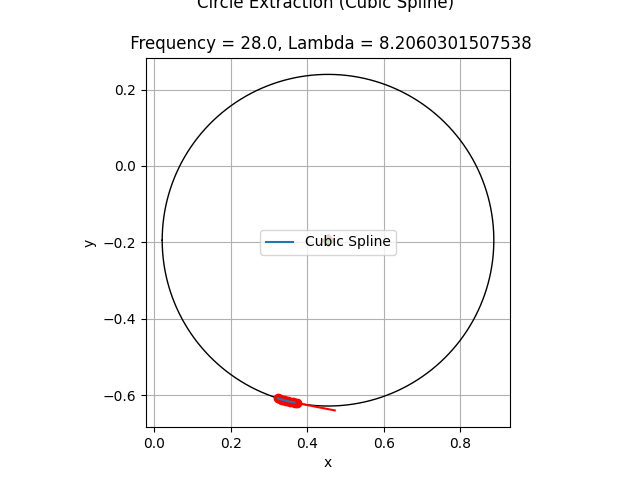 Circle Extraction (Cubic Spline)
Frequency = 28.0, Lambda = 8.2060301507538
0.2
0.0
−0.2
−0.4
−0.6
y
Cubic Spline
0.0 0.2 0.4 0.6 0.8
x